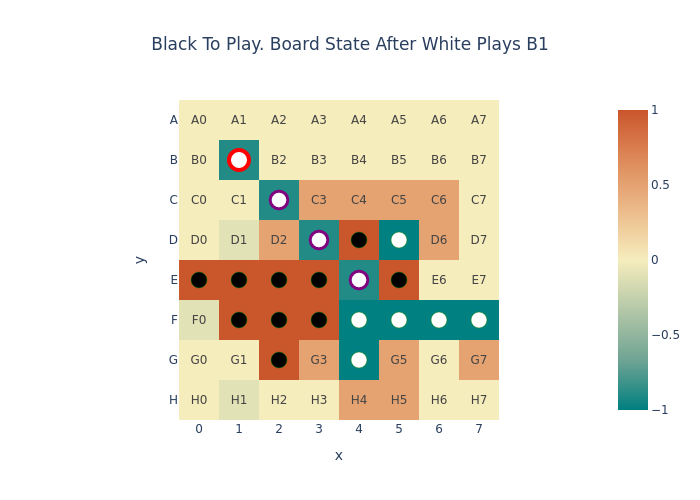 Black To Play. Board State After White Plays B1
A A0 A1 A2 A3 A4 A5 A6 A7
B B0 B2 B3 B4 B5 B6 B7
C C0 C1 C3 C4 C5 C6 C7
D D0 D1 D2 D6 D7
E E6 E7
F F0
G G0 G1 G3 G5 G6 G7
H H0 H1 H2 H3 H4 H5 H6 H7
0 1 2 3 4 5 6 7
x
y
1
0.5
0
−0.5
−1